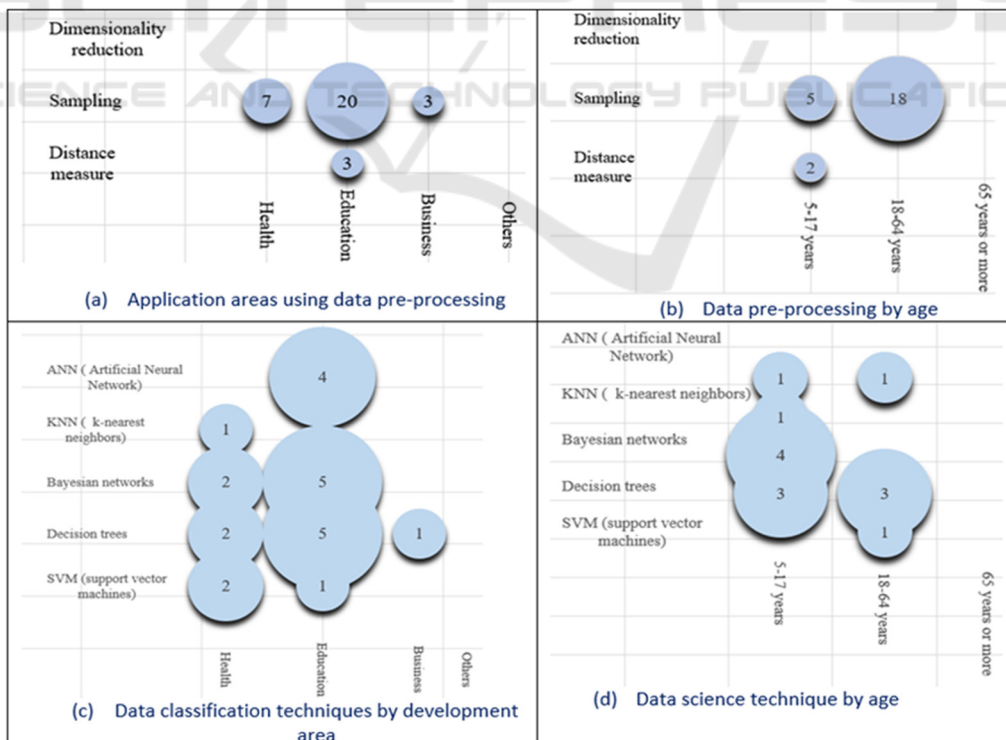 Dimensionality
reduction
Sampling
Distance
measure
7
20
3
3
Health
Education
Business
Others
(a) Application areas using data pre-processing
Dimensionality
reduction
Sampling
Distance
measure
5
18
2
5-17 years
18-64 years
65 years or more
(b) Data pre-processing by age
ANN ( Artificial Neural
Network)
KNN ( k-nearest
neighbors)
Bayesian networks
Decision trees
SVM (support vector
machines)
4
1
2
5
2
5
1
2
1
Health
Education
Business
Others
(c) Data classification techniques by development
area
ANN ( Artificial Neural
Network)
KNN ( k-nearest neighbors)
Bayesian networks
Decision trees
SVM (support vector
machines)
1
1
1
4
3
3
1
5-17 years
18-64 years
65 years or more
(d) Data science technique by age
IENCE AND TECHNOLOGY PUBLICATIO